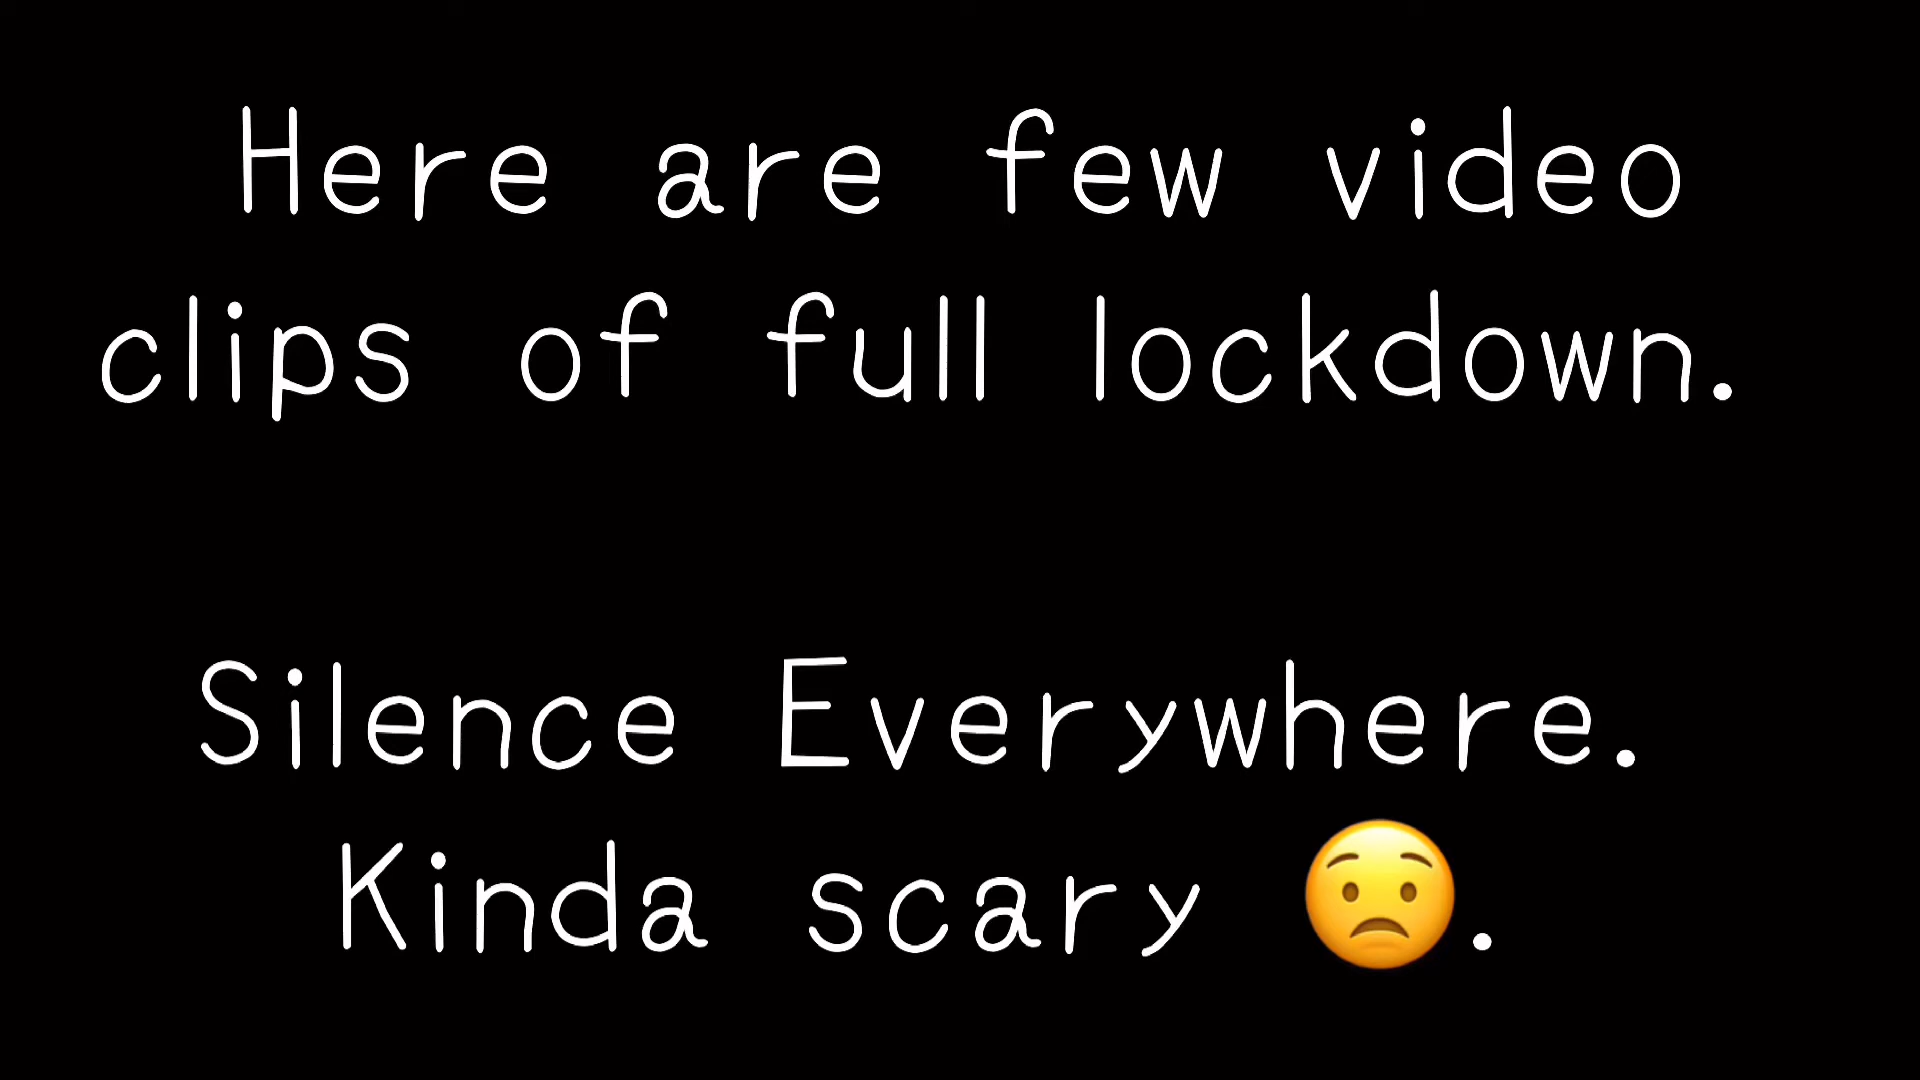 Here are few video
clips of full lockdown.
Silence Everywhere.
Kinda scary 😟.